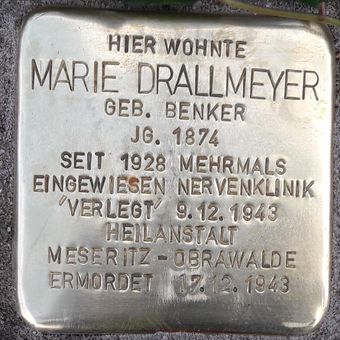 HIER WOHNTE
MARIE DRALLMEYER
GEB. BENKER
JG. 1874
SEIT 1928 MEHRMALS
EINGEWIESEN NERVENKLINIK
"VERLEGT" 9.12.1943
HEILANSTALT
MESERITZ-OBRAWALDE
ERMORDET 17.12.1943